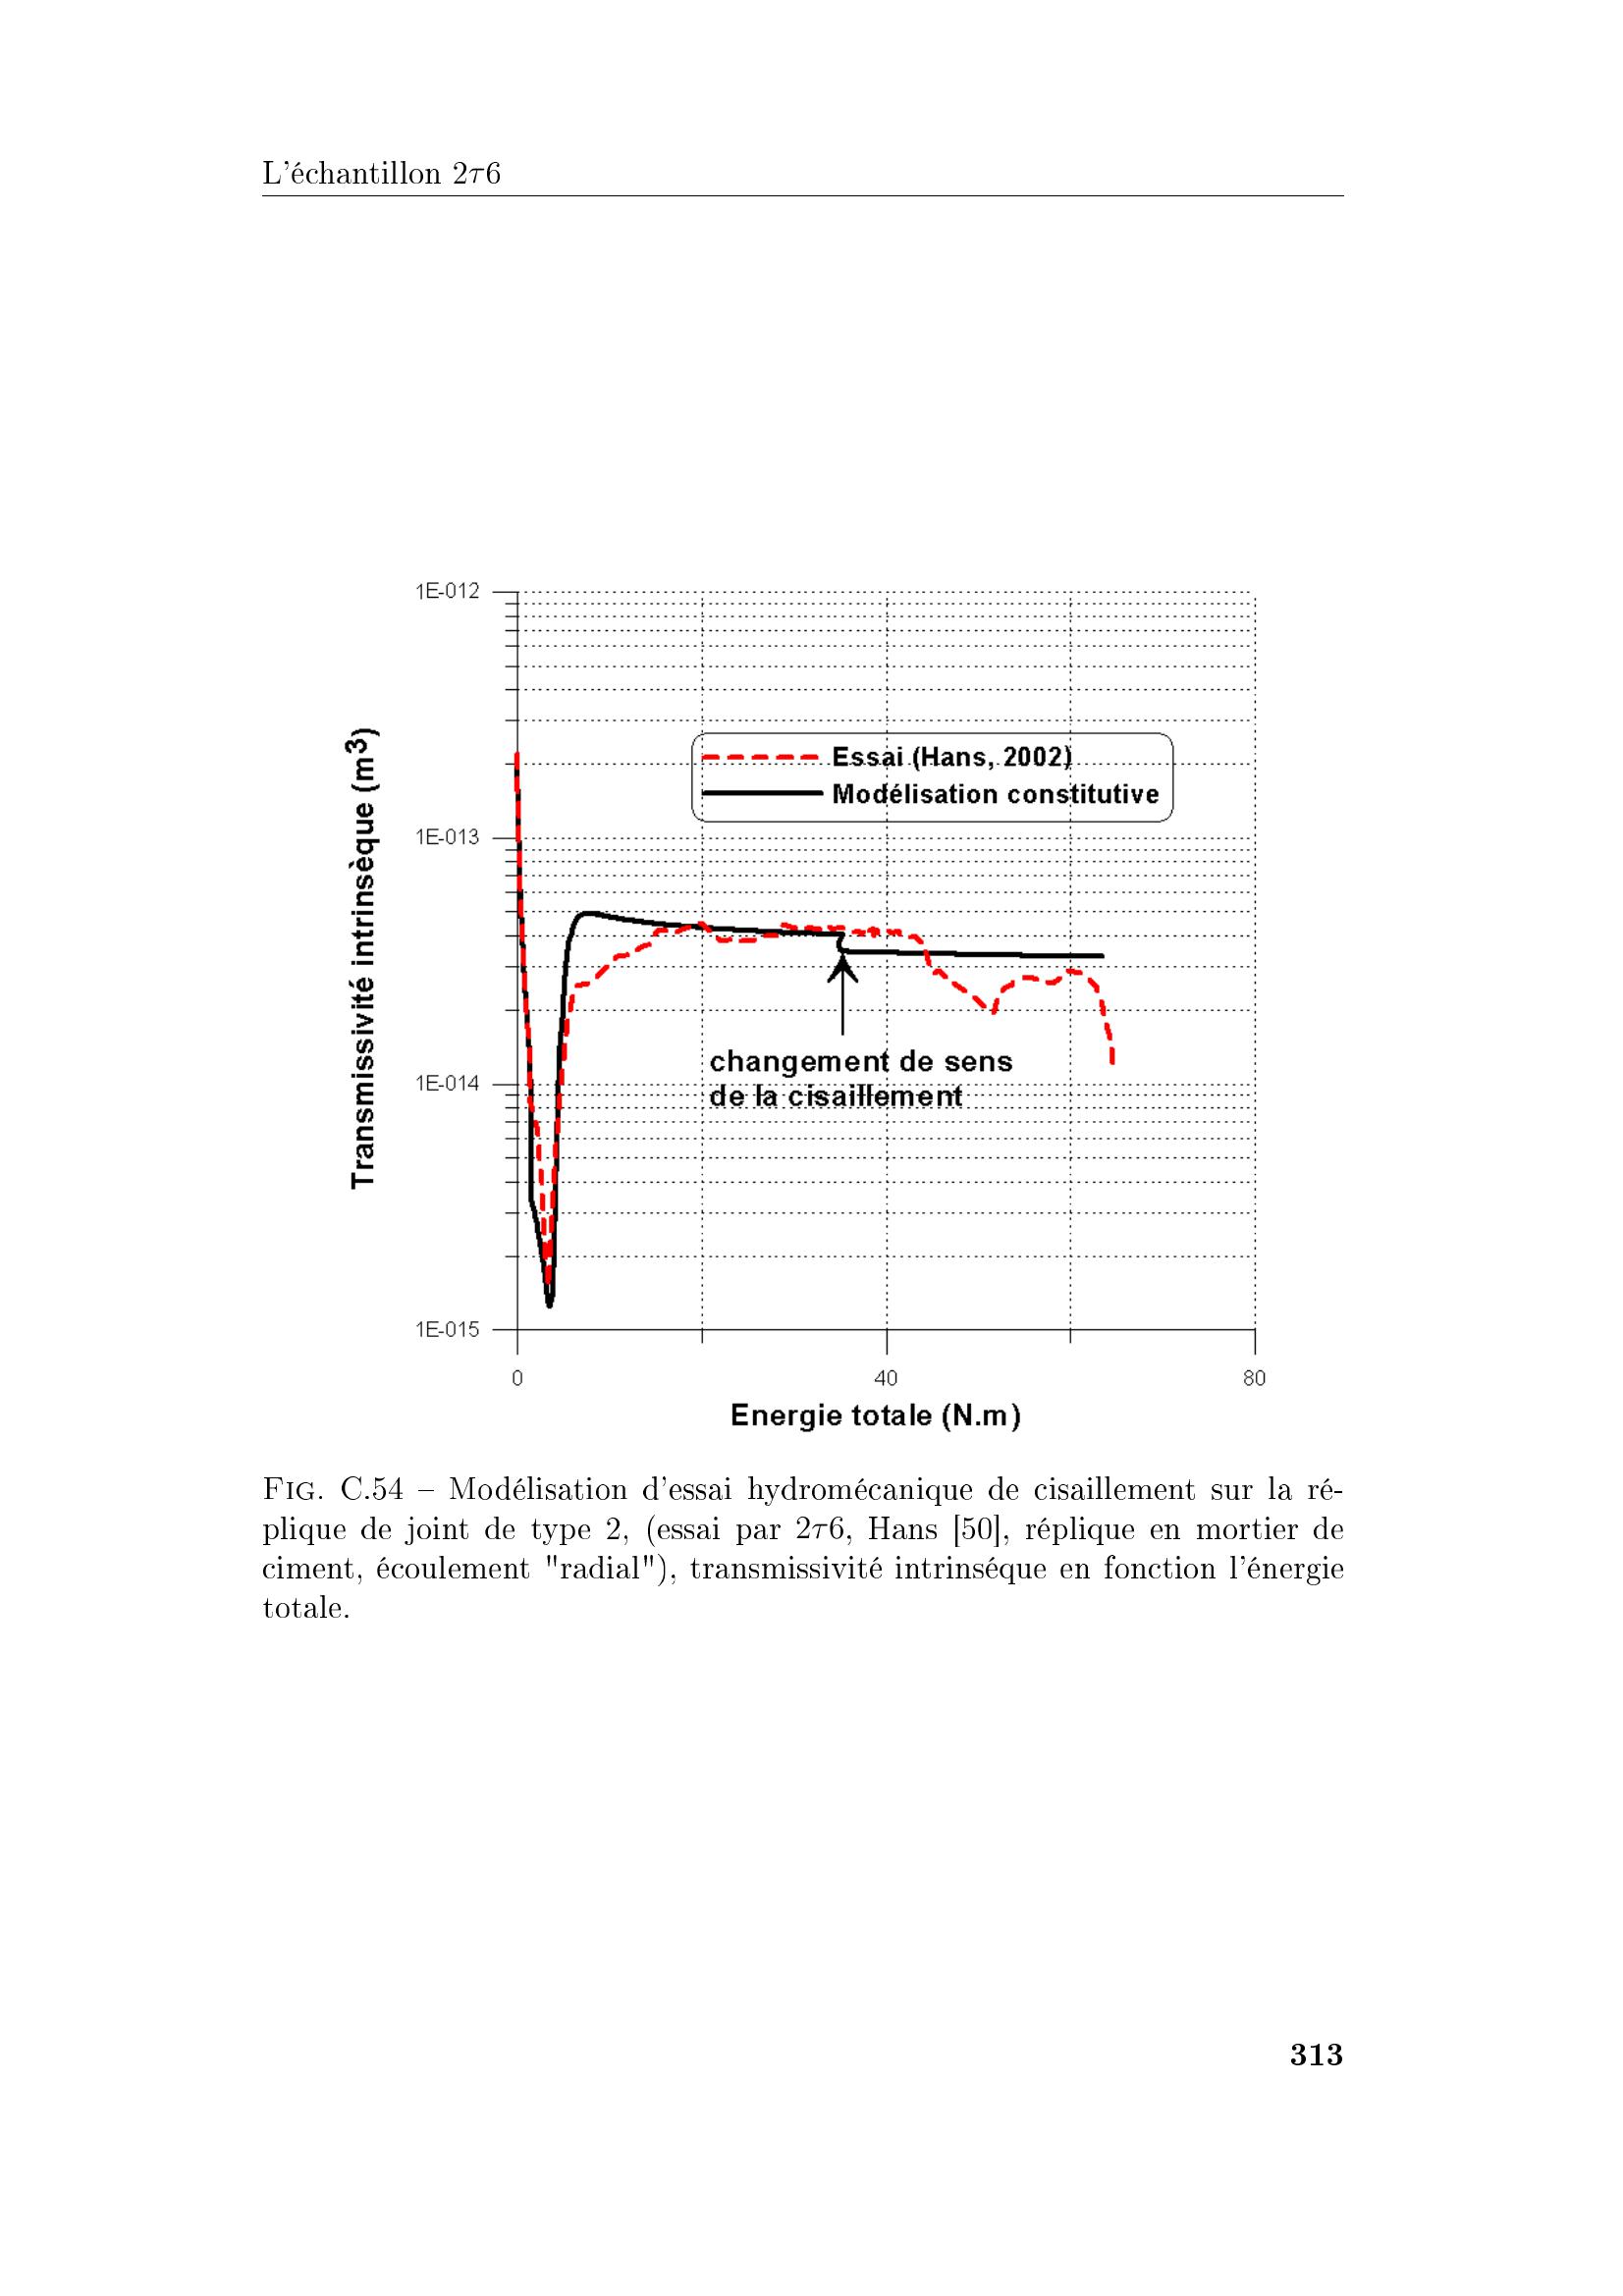 L'échantillon 2τ6
1E-012
1E-013
1E-014
1E-015
Transmissivité intrinsèque (m3)
Essai (Hans, 2002)
Modélisation constitutive
changement de sens
de la cisaillement
0
40
80
Energie totale (N.m)
FIG. C.54 – Modélisation d'essai hydromécanique de cisaillement sur la ré-
plique de joint de type 2, (essai par 2τ6, Hans [50], réplique en mortier de
ciment, écoulement "radial"), transmissivité intrinséque en fonction l'énergie
totale.
313